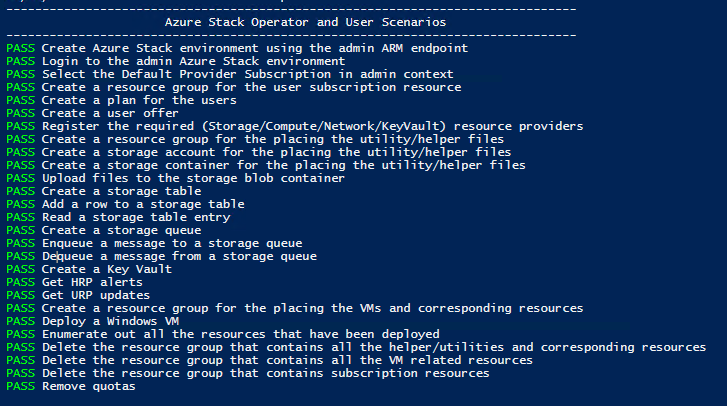 --------------------------------------------------------------------------------
Azure Stack Operator and User Scenarios
--------------------------------------------------------------------------------
PASS Create Azure Stack environment using the admin ARM endpoint
PASS Login to the admin Azure Stack environment
PASS Select the Default Provider Subscription in admin context
PASS Create a resource group for the user subscription resource
PASS Create a plan for the users
PASS Create a user offer
PASS Register the required (Storage/Compute/Network/KeyVault) resource providers
PASS Create a resource group for the placing the utility/helper files
PASS Create a storage account for the placing the utility/helper files
PASS Create a storage container for the placing the utility/helper files
PASS Upload files to the storage blob container
PASS Create a storage table
PASS Add a row to a storage table
PASS Read a storage table entry
PASS Create a storage queue
PASS Enqueue a message to a storage queue
PASS Dequeue a message from a storage queue
PASS Create a Key Vault
PASS Get HRP alerts
PASS Get URP updates
PASS Create a resource group for the placing the VMs and corresponding resources
PASS Deploy a Windows VM
PASS Enumerate out all the resources that have been deployed
PASS Delete the resource group that contains all the helper/utilities and corresponding resources
PASS Delete the resource group that contains all the VM related resources
PASS Delete the resource group that contains subscription resources
PASS Remove quotas